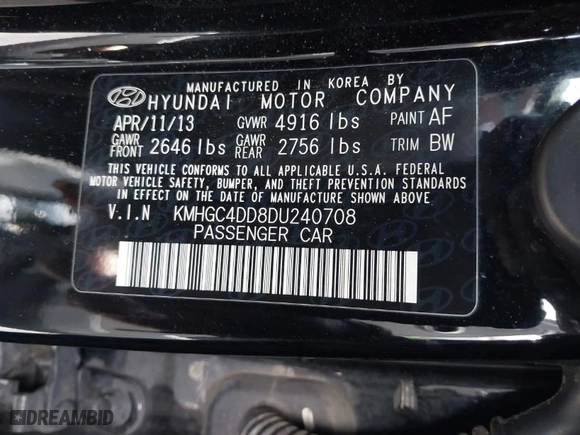 MANUFACTURED IN KOREA BY
HYUNDAI MOTOR COMPANY
APR/11/13 GVWR 4916 lbs PAINT AF
GAWR FRONT 2646 lbs GAWR REAR 2756 lbs TRIM BW
THIS VEHICLE CONFORMS TO ALL APPLICABLE U.S.A. FEDERAL
MOTOR VEHICLE SAFETY, BUMPER, AND THEFT PREVENTION STANDARDS
IN EFFECT ON THE DATE OF MANUFACTURE SHOWN ABOVE.
V.I.N KMHGC4DD8DU240708
PASSENGER CAR
DREAMBID